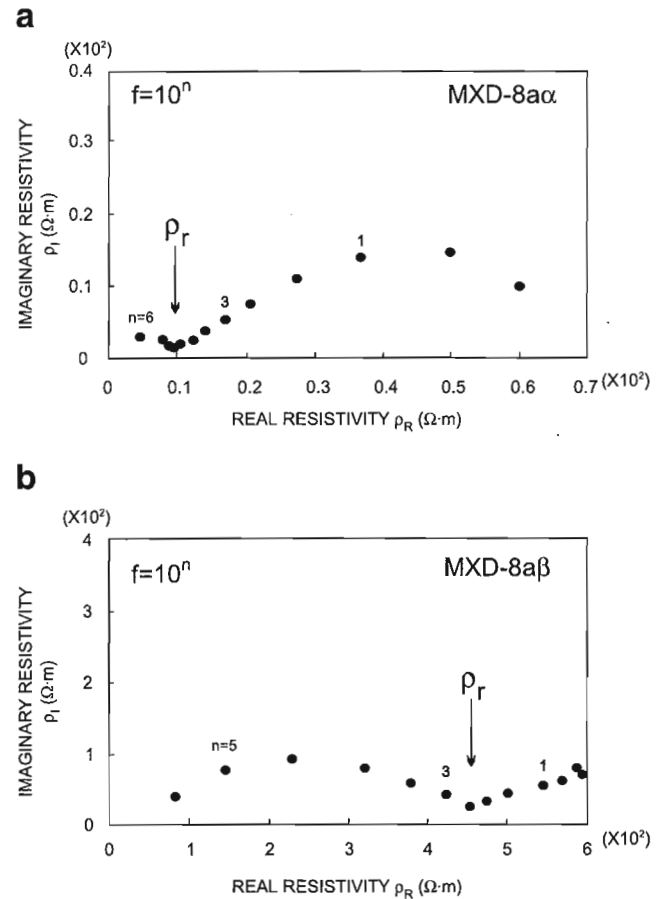 a
(X10²)
0.4
f=10ⁿ MXD-8aα
0.3
IMAGINARY RESISTIVITY
ρI (Ω·m)
0.2
ρr
1
0.1
3
n=6
0
0 0.1 0.2 0.3 0.4 0.5 0.6 0.7 (X10²)
REAL RESISTIVITY ρR (Ω·m)
b
(X10²)
4
f=10ⁿ MXD-8aβ
3
IMAGINARY RESISTIVITY
ρI (Ω·m)
2
ρr
1
n=5
3
1
0
0 1 2 3 4 5 6 (X10²)
REAL RESISTIVITY ρR (Ω·m)